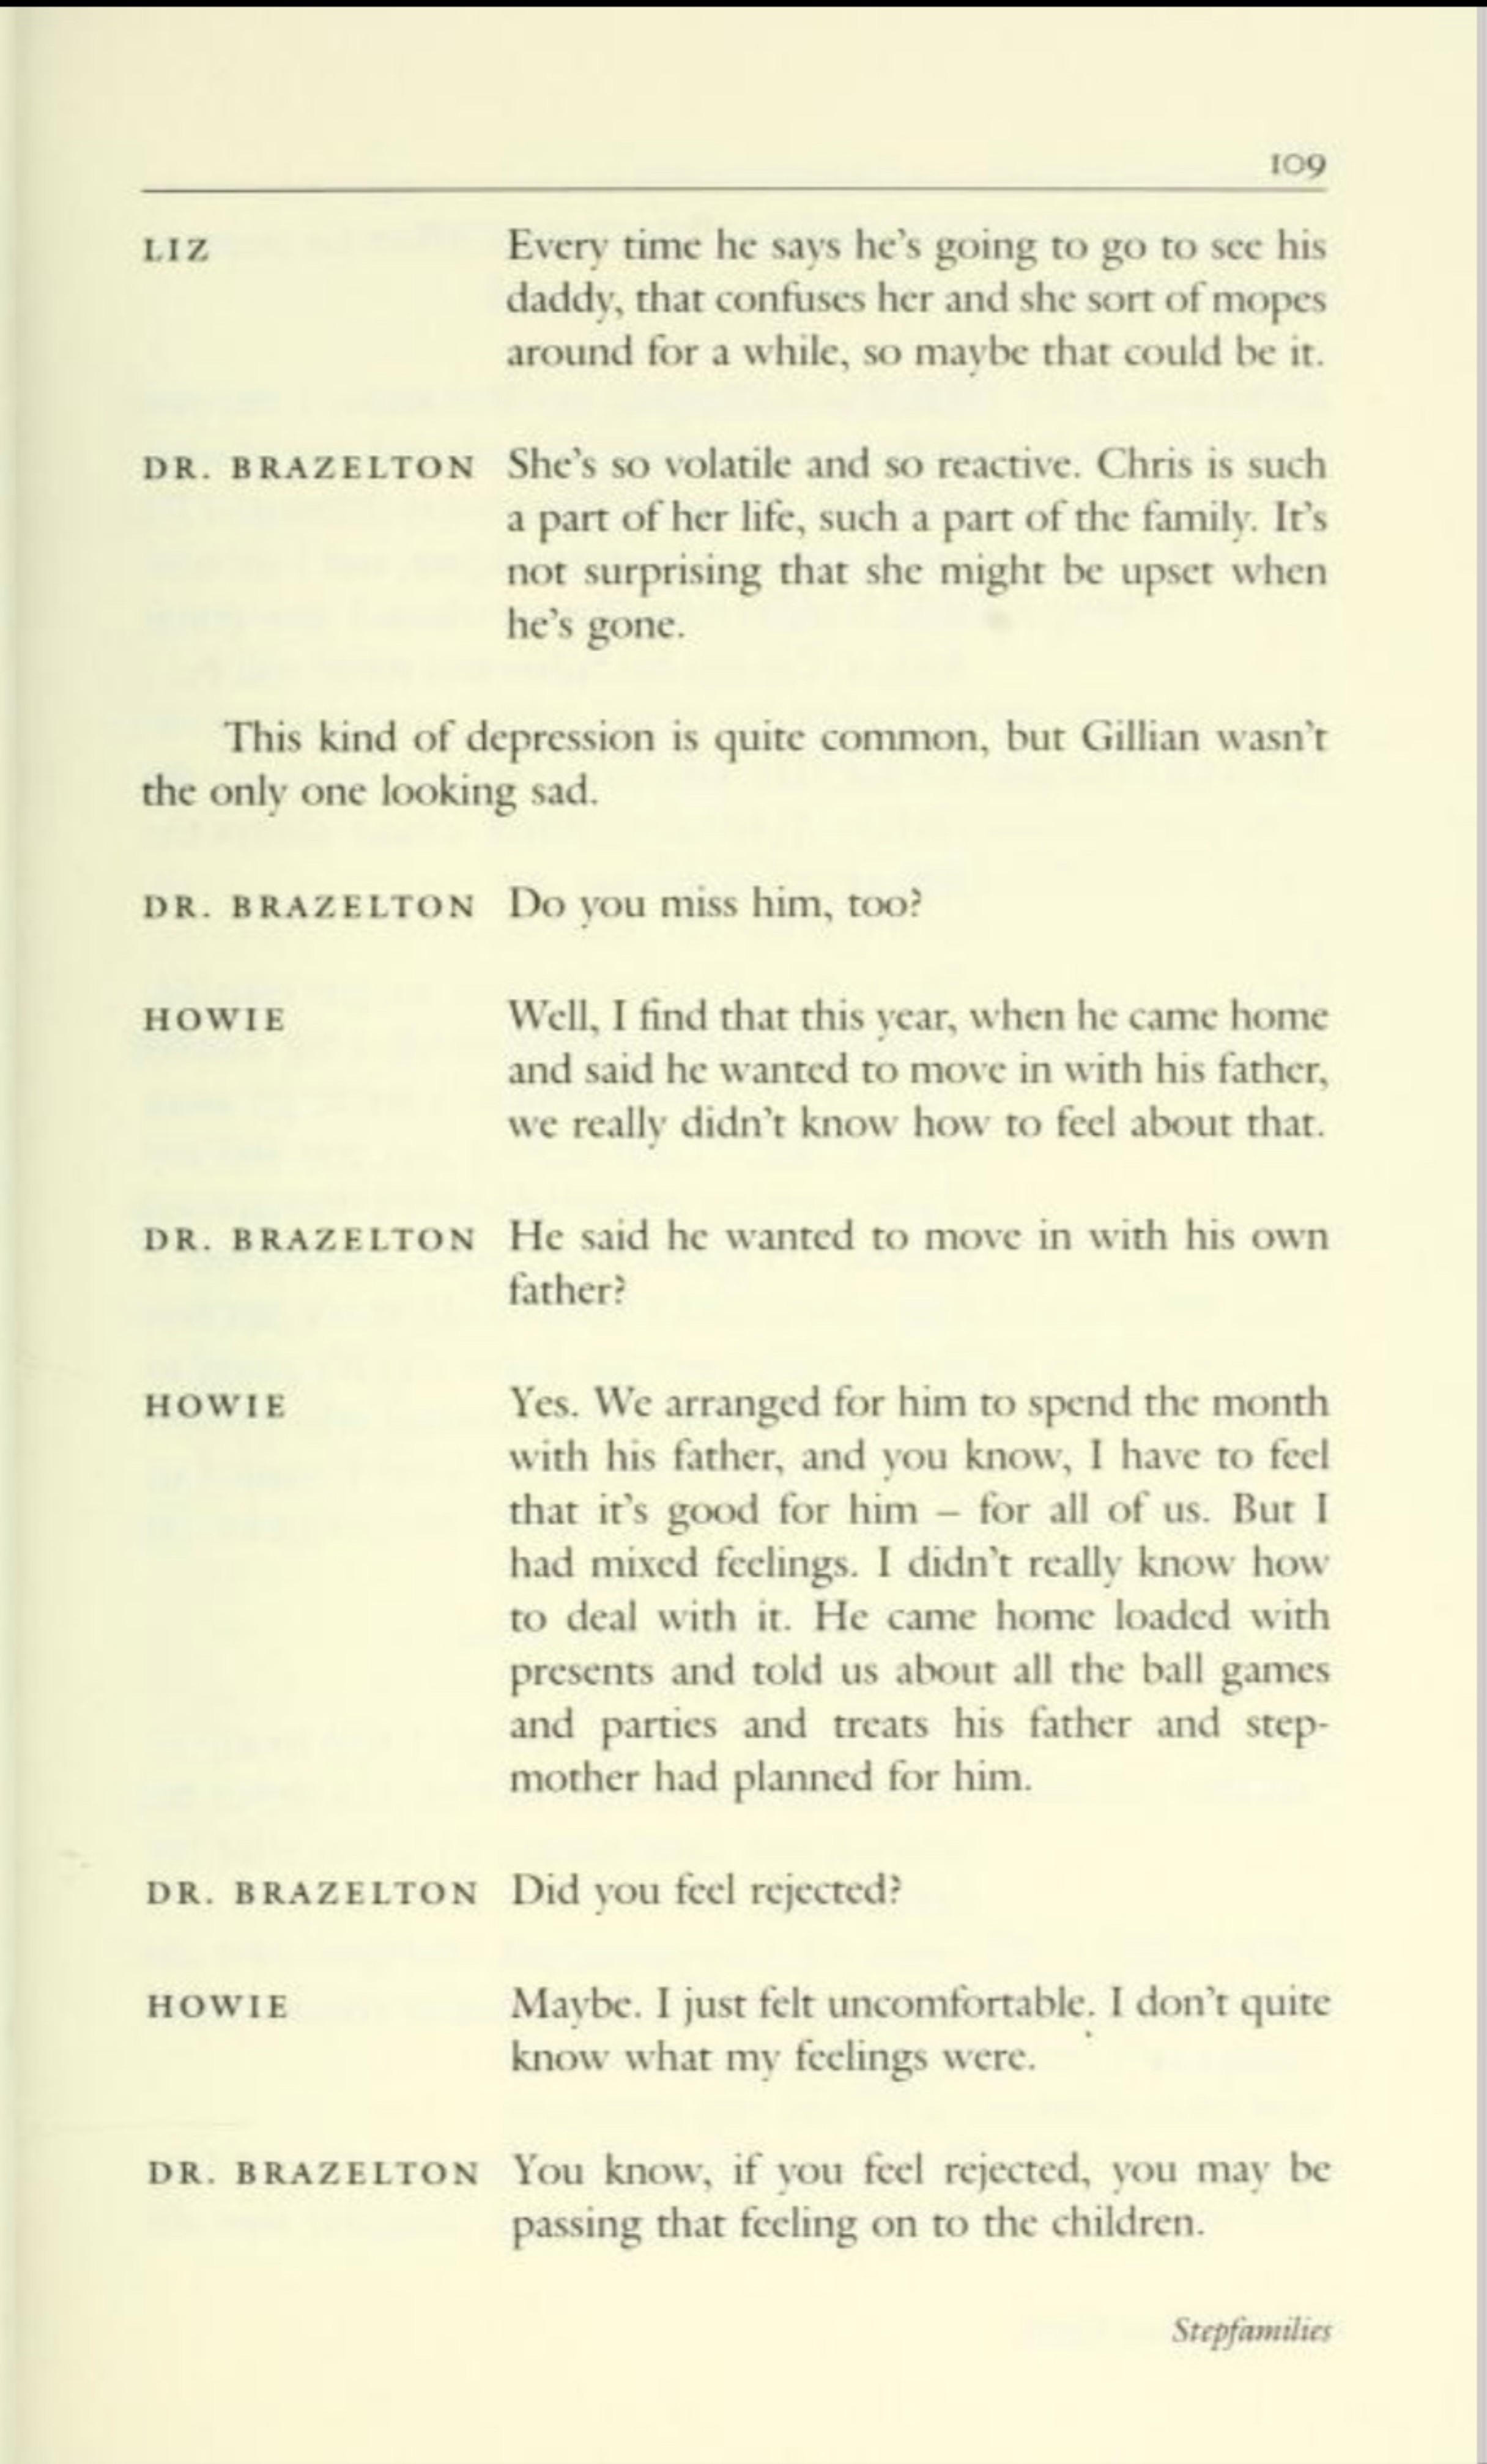 109
LIZ Every time he says he's going to go to see his
daddy, that confuses her and she sort of mopes
around for a while, so maybe that could be it.
DR. BRAZELTON She's so volatile and so reactive. Chris is such
a part of her life, such a part of the family. It's
not surprising that she might be upset when
he's gone.
This kind of depression is quite common, but Gillian wasn't
the only one looking sad.
DR. BRAZELTON Do you miss him, too?
HOWIE Well, I find that this year, when he came home
and said he wanted to move in with his father,
we really didn't know how to feel about that.
DR. BRAZELTON He said he wanted to move in with his own
father?
HOWIE Yes. We arranged for him to spend the month
with his father, and you know, I have to feel
that it's good for him – for all of us. But I
had mixed feelings. I didn't really know how
to deal with it. He came home loaded with
presents and told us about all the ball games
and parties and treats his father and step-
mother had planned for him.
DR. BRAZELTON Did you feel rejected?
HOWIE Maybe. I just felt uncomfortable. I don't quite
know what my feelings were.
DR. BRAZELTON You know, if you feel rejected, you may be
passing that feeling on to the children.
Stepfamilies